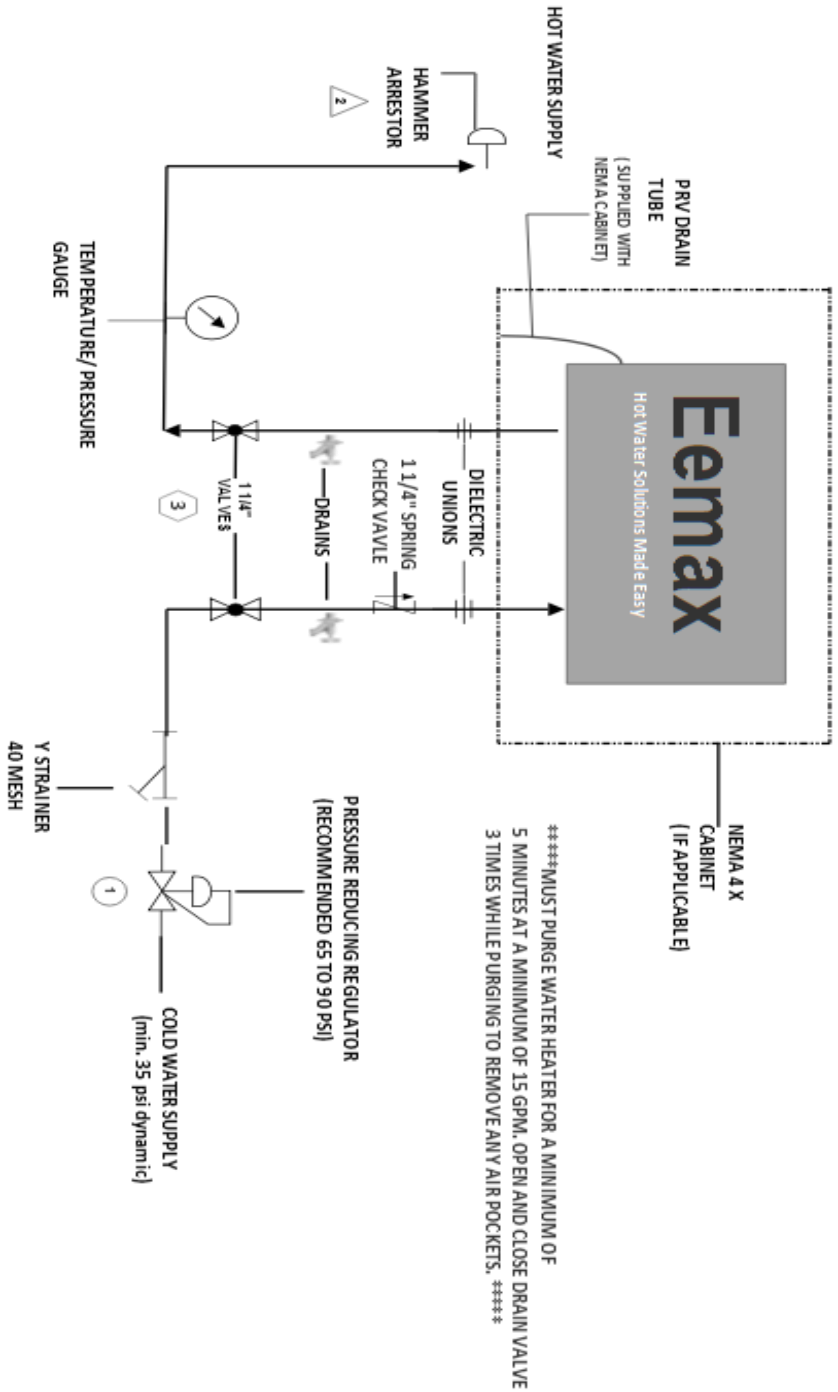 HOT WATER SUPPLY
HAMMER
ARRESTOR
2
PRV DRAIN
TUBE
( SUPPLIED WITH
NEMA CABINET)
Eemax
Hot Water Solutions Made Easy
NEMA 4 X
CABINET
( IF APPLICABLE)
*****MUST PURGE WATER HEATER FOR A MINIMUM OF
5 MINUTES AT A MINIMUM OF 15 GPM. OPEN AND CLOSE DRAIN VALVE
3 TIMES WHILE PURGING TO REMOVE ANY AIR POCKETS. *****
DIELECTRIC
UNIONS
1 1/4" SPRING
CHECK VAVLE
DRAINS
1 1/4"
VALVES
3
TEMPERATURE/ PRESSURE
GAUGE
PRESSURE REDUCING REGULATOR
(RECOMMENDED 65 TO 90 PSI)
1
Y STRAINER
40 MESH
COLD WATER SUPPLY
(min. 35 psi dynamic)